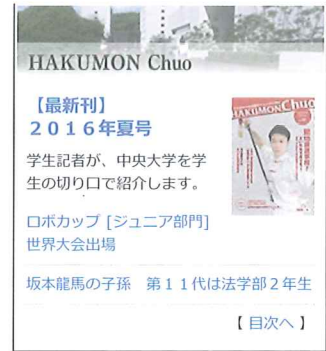 HAKUMON Chuo
【最新刊】
２０１６年夏号
HAKUMONChuo
学生記者が、中央大学を学
生の切り口で紹介します。
ロボカップ [ジュニア部門]
世界大会出場
坂本龍馬の子孫　第１１代は法学部２年生
【 目次へ 】